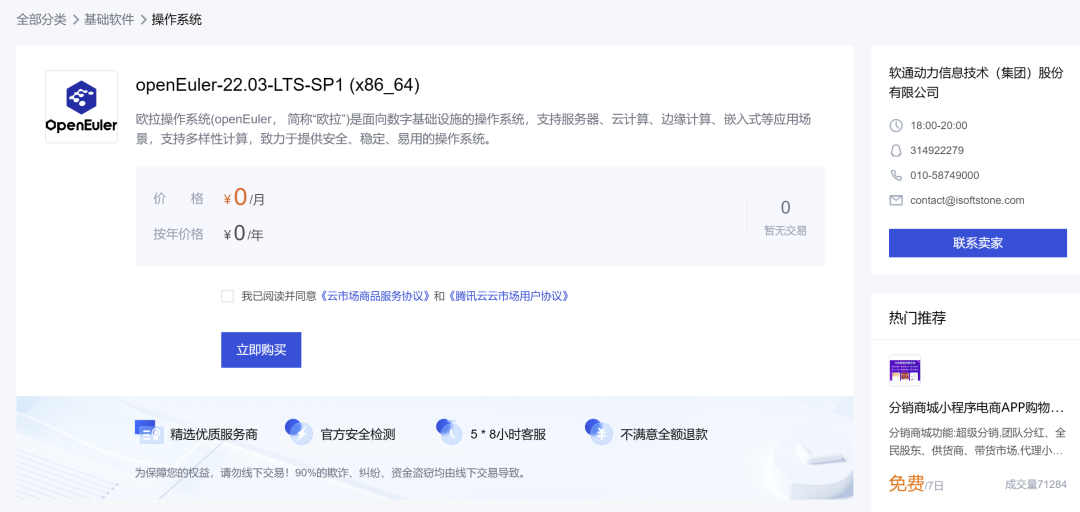 全部分类 > 基础软件 > 操作系统
OpenEuler
openEuler-22.03-LTS-SP1 (x86_64)
欧拉操作系统(openEuler， 简称“欧拉”)是面向数字基础设施的操作系统，支持服务器、云计算、边缘计算、嵌入式等应用场
景，支持多样性计算，致力于提供安全、稳定、易用的操作系统。
价 格 ¥0/月
按年价格 ¥0/年
0
暂无交易
我已阅读并同意《云市场商品服务协议》和《腾讯云云市场用户协议》
立即购买
精选优质服务商
官方安全检测
5 * 8小时客服
不满意全额退款
为保障您的权益，请勿线下交易！90%的欺诈、纠纷、资金盗窃均由线下交易导致。
软通动力信息技术（集团）股份
有限公司
18:00-20:00
314922279
010-58749000
contact@isoftstone.com
联系卖家
热门推荐
分销商城小程序电商APP购物...
分销商城功能:超级分销,团队分红、全
民股东、供货商、带货市场,代理小...
免费/7日
成交量71284